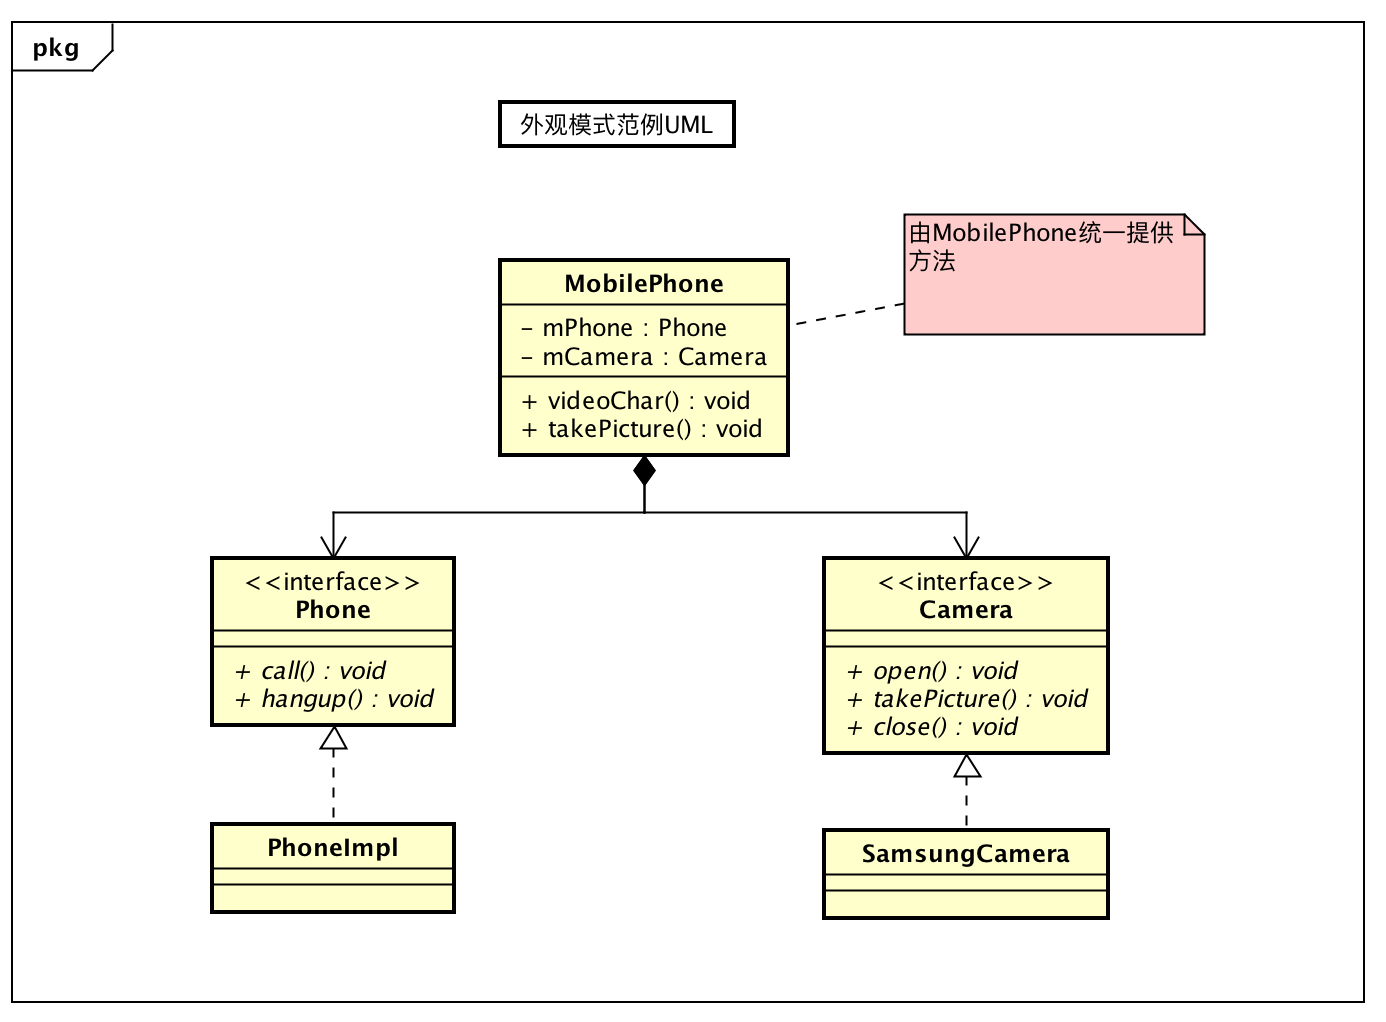 pkg
外观模式范例UML
由MobilePhone统一提供
方法
MobilePhone
– mPhone : Phone
– mCamera : Camera
+ videoChar() : void
+ takePicture() : void
<<interface>>
Phone
+ call() : void
+ hangup() : void
<<interface>>
Camera
+ open() : void
+ takePicture() : void
+ close() : void
PhoneImpl
SamsungCamera